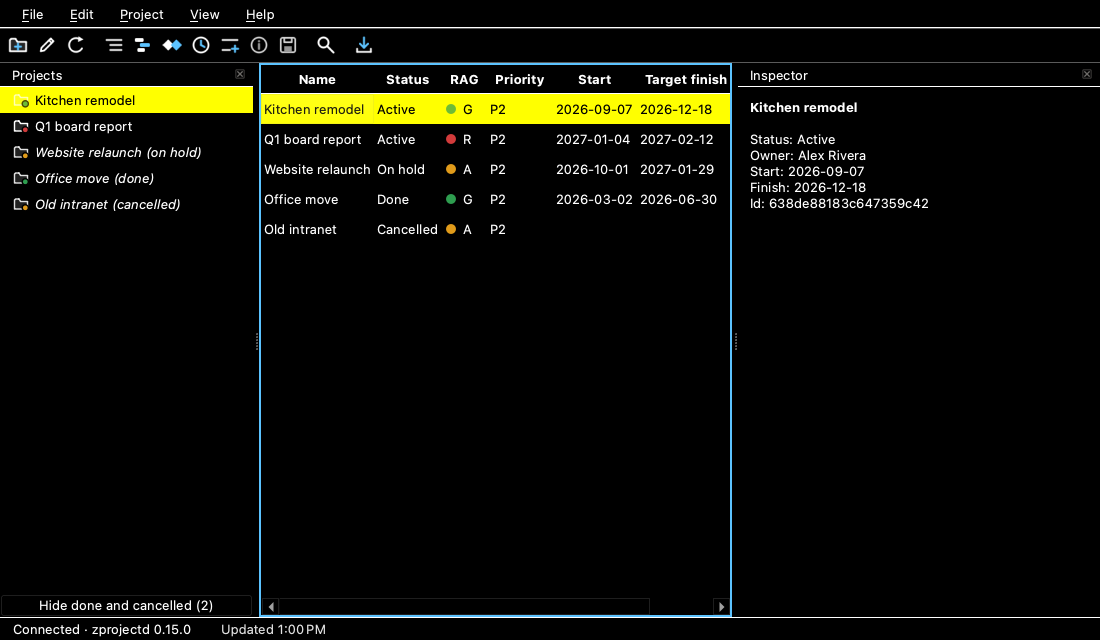 File Edit Project View Help
Projects
Kitchen remodel
Q1 board report
Website relaunch (on hold)
Office move (done)
Old intranet (cancelled)
Hide done and cancelled (2)
Name Status RAG Priority Start Target finish
Kitchen remodel Active G P2 2026-09-07 2026-12-18
Q1 board report Active R P2 2027-01-04 2027-02-12
Website relaunch On hold A P2 2026-10-01 2027-01-29
Office move Done G P2 2026-03-02 2026-06-30
Old intranet Cancelled A P2
Inspector
Kitchen remodel
Status: Active
Owner: Alex Rivera
Start: 2026-09-07
Finish: 2026-12-18
Id: 638de88183c647359c42
Connected · zprojectd 0.15.0 Updated 1:00 PM